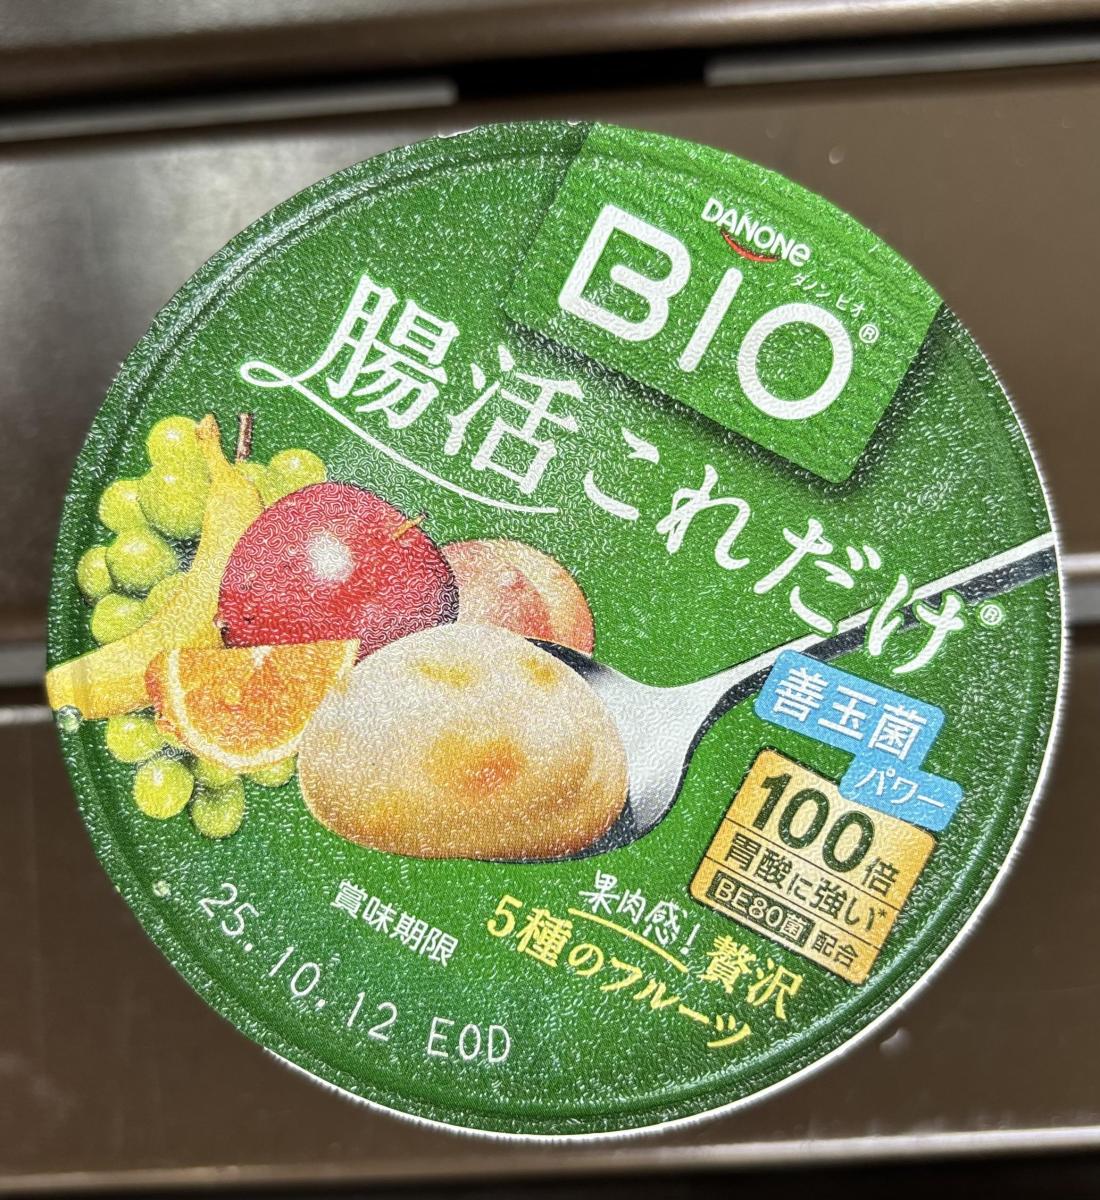 DANONE
ダノンビオ
BIO®
腸活これだけ®
善玉菌
パワー
100倍
胃酸に強い*
BE80菌 配合
果肉感!
贅沢
5種のフルーツ
賞味期限
25.10.12 EOD